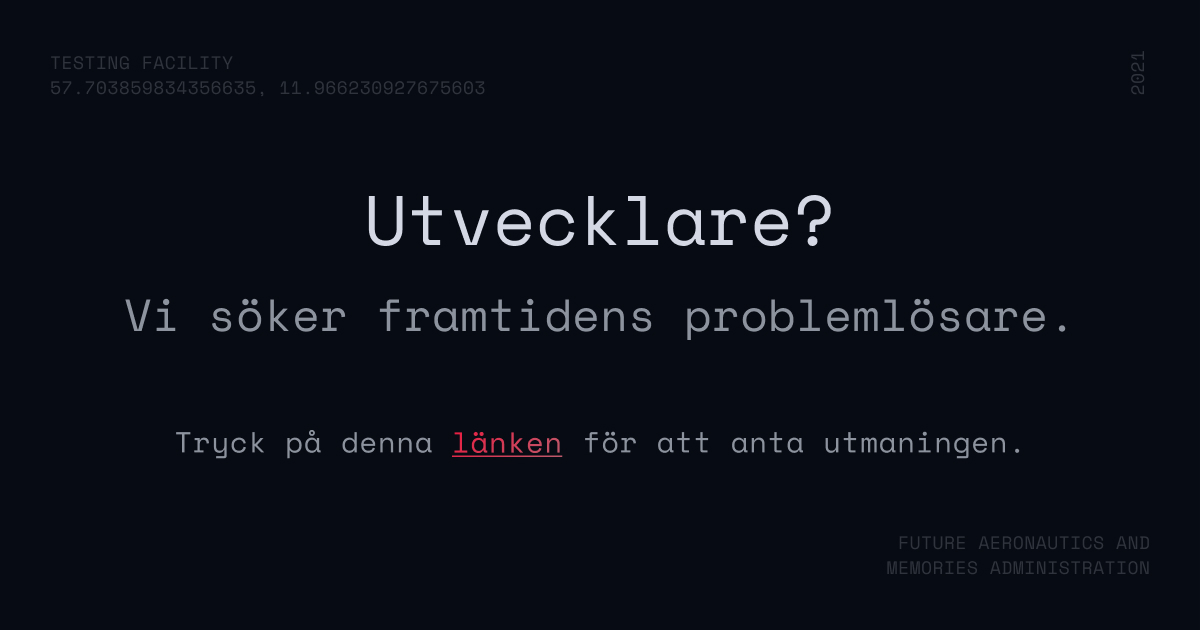 TESTING FACILITY
57.703859834356635, 11.966230927675603
2021
Utvecklare?
Vi söker framtidens problemlösare.
Tryck på denna länken för att anta utmaningen.
FUTURE AERONAUTICS AND
MEMORIES ADMINISTRATION